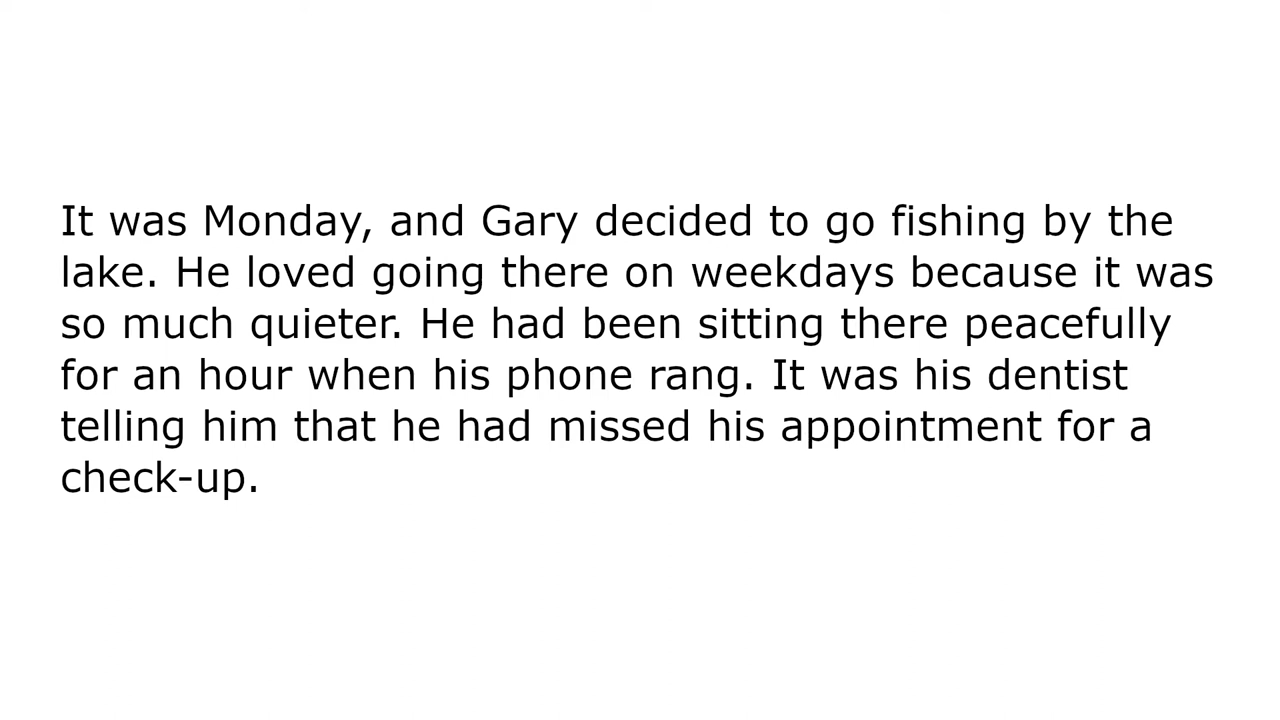 It was Monday, and Gary decided to go fishing by the
lake. He loved going there on weekdays because it was
so much quieter. He had been sitting there peacefully
for an hour when his phone rang. It was his dentist
telling him that he had missed his appointment for a
check-up.